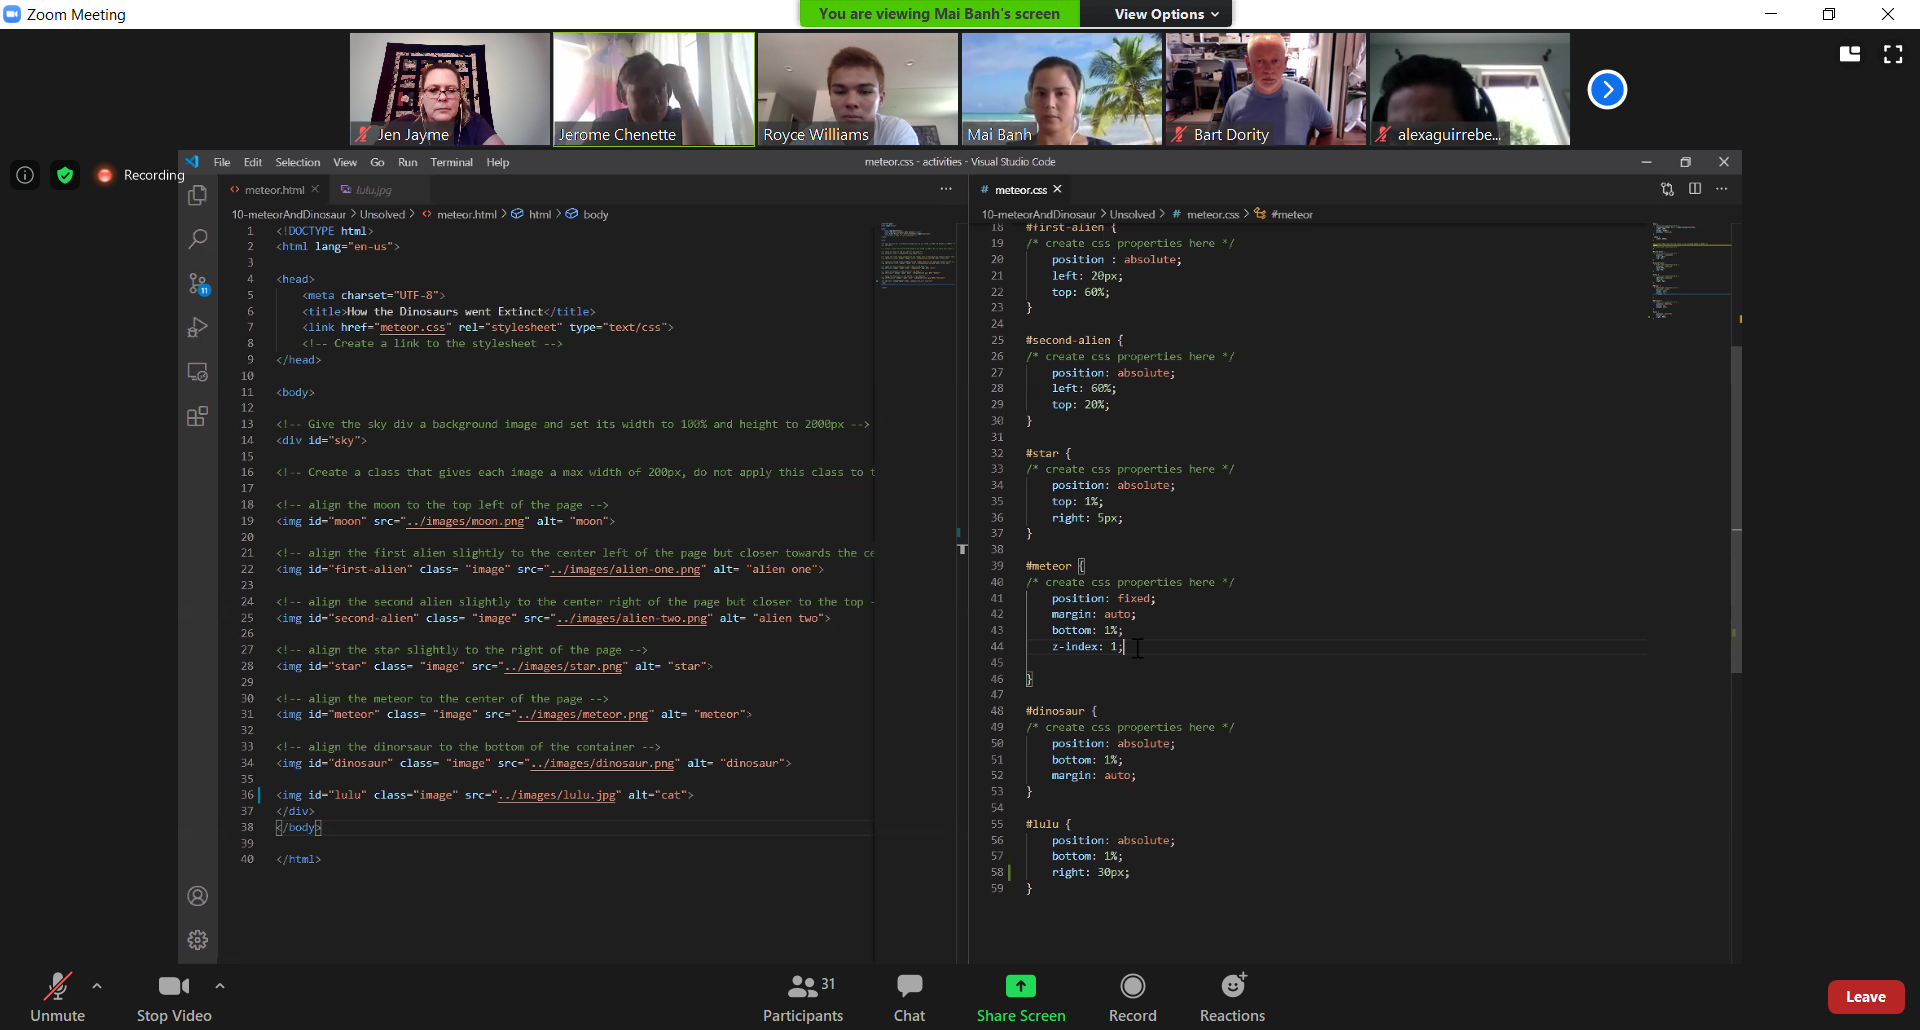 Zoom Meeting
You are viewing Mai Banh's screen
View Options
Jen Jayme
Jerome Chenette
Royce Williams
Mai Banh
Bart Dority
alexaguirrebe...
Recording
File Edit Selection View Go Run Terminal Help
meteor.css - activities - Visual Studio Code
meteor.html
lulu.jpg
10-meteorAndDinosaur > Unsolved > meteor.html > html > body
1 <!DOCTYPE html>
2 <html lang="en-us">
3
4 <head>
5 <meta charset="UTF-8">
6 <title>How the Dinosaurs went Extinct</title>
7 <link href="meteor.css" rel="stylesheet" type="text/css">
8 <!-- Create a link to the stylesheet -->
9 </head>
10
11 <body>
12
13 <!-- Give the sky div a background image and set its width to 100% and height to 2000px -->
14 <div id="sky">
15
16 <!-- Create a class that gives each image a max width of 200px, do not apply this class to t
17
18 <!-- align the moon to the top left of the page -->
19 <img id="moon" src="../images/moon.png" alt= "moon">
20
21 <!-- align the first alien slightly to the center left of the page but closer towards the ce
22 <img id="first-alien" class= "image" src="../images/alien-one.png" alt= "alien one">
23
24 <!-- align the second alien slightly to the center right of the page but closer to the top -
25 <img id="second-alien" class= "image" src="../images/alien-two.png" alt= "alien two">
26
27 <!-- align the star slightly to the right of the page -->
28 <img id="star" class= "image" src="../images/star.png" alt= "star">
29
30 <!-- align the meteor to the center of the page -->
31 <img id="meteor" class= "image" src="../images/meteor.png" alt= "meteor">
32
33 <!-- align the dinorsaur to the bottom of the container -->
34 <img id="dinosaur" class= "image" src="../images/dinosaur.png" alt= "dinosaur">
35
36 <img id="lulu" class="image" src="../images/lulu.jpg" alt="cat">
37 </div>
38 </body>
39
40 </html>
11
# meteor.css
10-meteorAndDinosaur > Unsolved > # meteor.css > #meteor
18 #first-alien {
19 /* create css properties here */
20 position : absolute;
21 left: 20px;
22 top: 60%;
23 }
24
25 #second-alien {
26 /* create css properties here */
27 position: absolute;
28 left: 60%;
29 top: 20%;
30 }
31
32 #star {
33 /* create css properties here */
34 position: absolute;
35 top: 1%;
36 right: 5px;
37 }
38
39 #meteor {
40 /* create css properties here */
41 position: fixed;
42 margin: auto;
43 bottom: 1%;
44 z-index: 1;
45
46 }
47
48 #dinosaur {
49 /* create css properties here */
50 position: absolute;
51 bottom: 1%;
52 margin: auto;
53 }
54
55 #lulu {
56 position: absolute;
57 bottom: 1%;
58 right: 30px;
59 }
Unmute
Stop Video
31
Participants
Chat
Share Screen
Record
Reactions
Leave